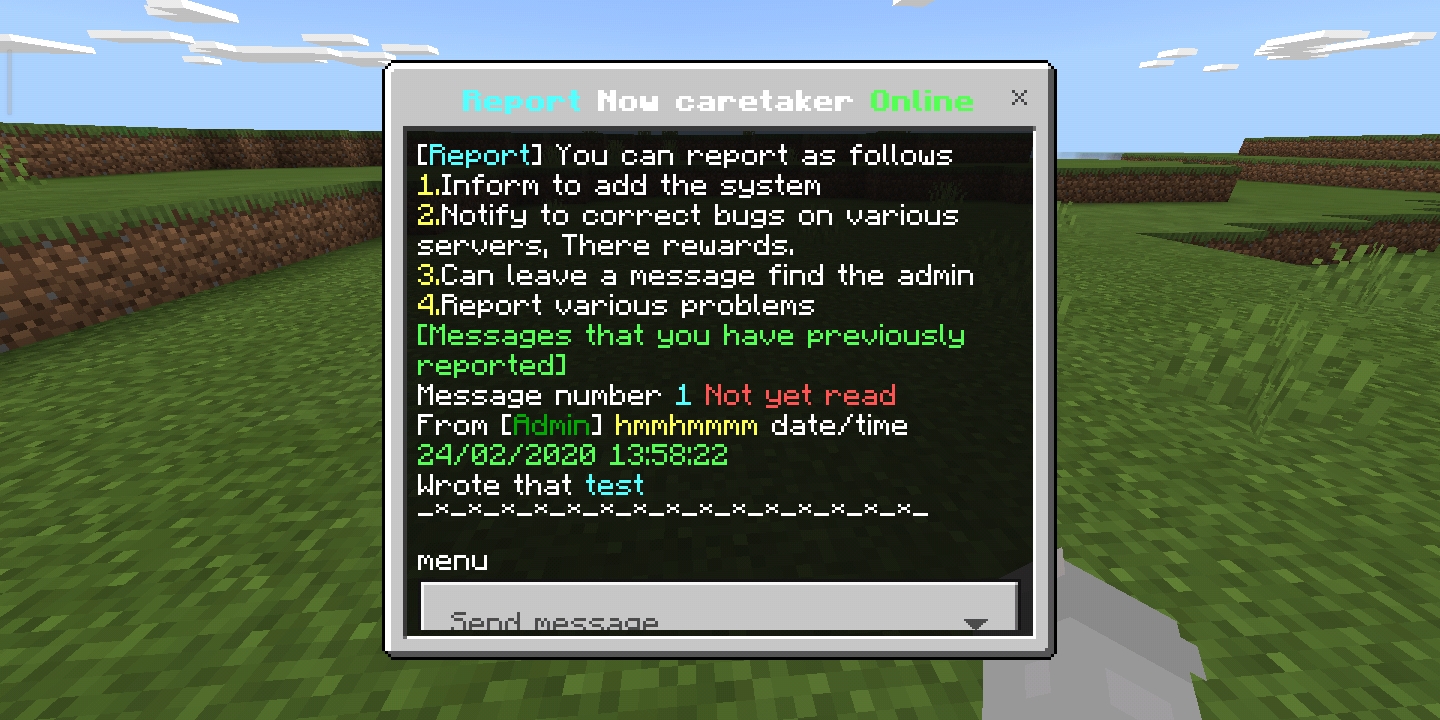 Report Now caretaker Online
[Report] You can report as follows
1.Inform to add the system
2.Notify to correct bugs on various
servers, There rewards.
3.Can leave a message find the admin
4.Report various problems
[Messages that you have previously
reported]
Message number 1 Not yet read
From [Admin] hmmhmmmm date/time
24/02/2020 13:58:22
Wrote that test
_×_×_×_×_×_×_×_×_×_×_×_×_×_×_×_
menu
Send message